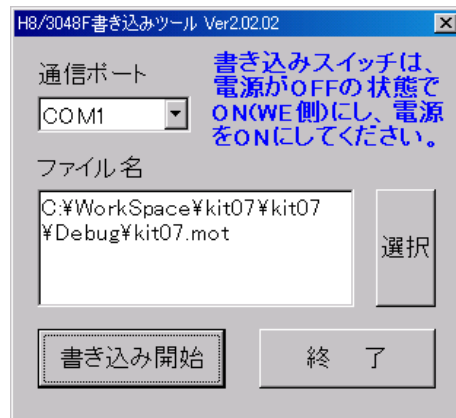 H8/3048F書き込みツール Ver2.02.02
通信ポート
COM1
書き込みスイッチは、
電源がOFFの状態で
ON(WE側)にし、電源
をONにしてください。
ファイル名
C:¥WorkSpace¥kit07¥kit07
¥Debug¥kit07.mot
選択
書き込み開始
終 了